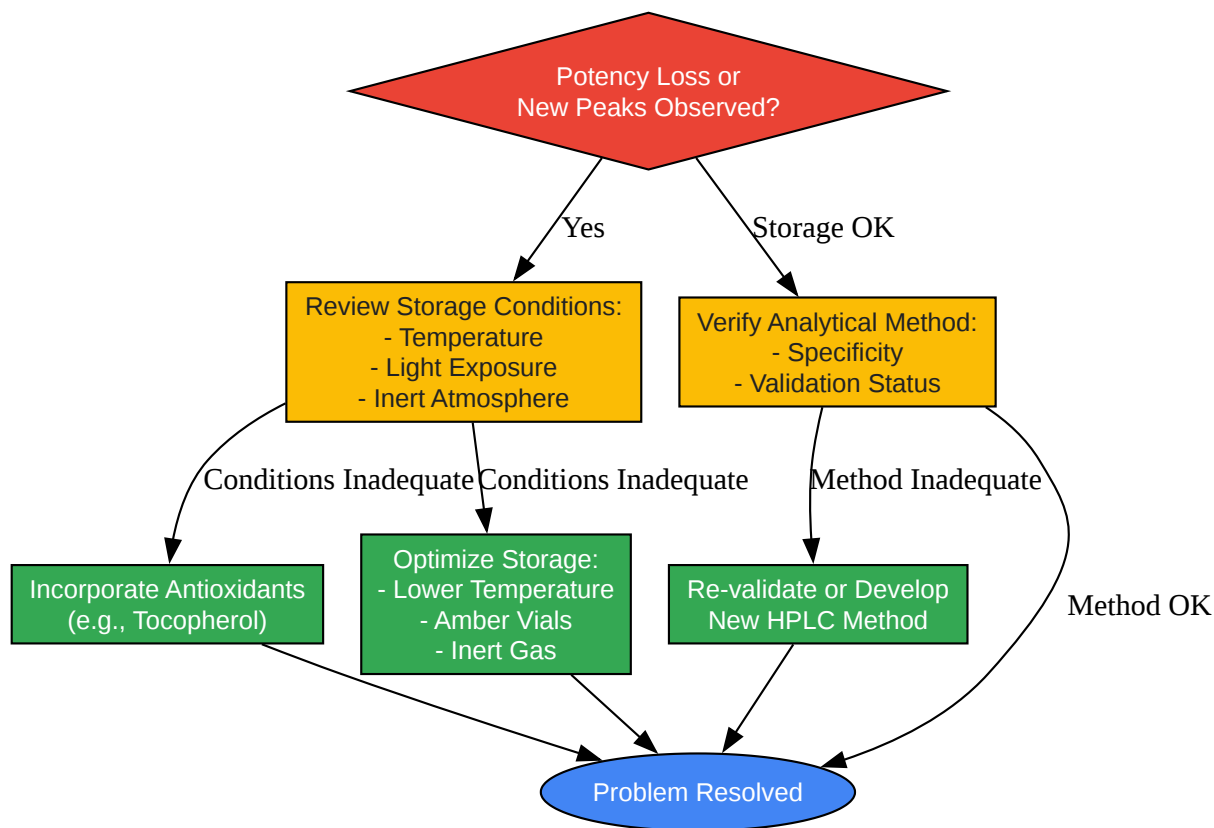 Potency Loss or
New Peaks Observed?
Yes
Storage OK
Review Storage Conditions:
- Temperature
- Light Exposure
- Inert Atmosphere
Verify Analytical Method:
- Specificity
- Validation Status
Conditions Inadequate
Conditions Inadequate
Method Inadequate
Method OK
Incorporate Antioxidants
(e.g., Tocopherol)
Optimize Storage:
- Lower Temperature
- Amber Vials
- Inert Gas
Re-validate or Develop
New HPLC Method
Problem Resolved